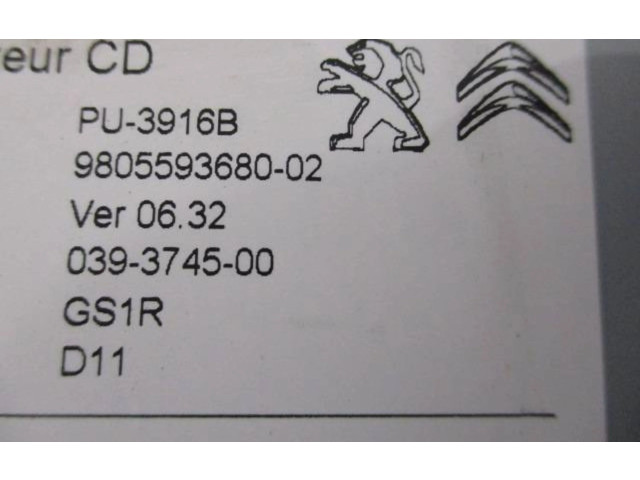 eur CD
PU-3916B
9805593680-02
Ver 06.32
039-3745-00
GS1R
D11